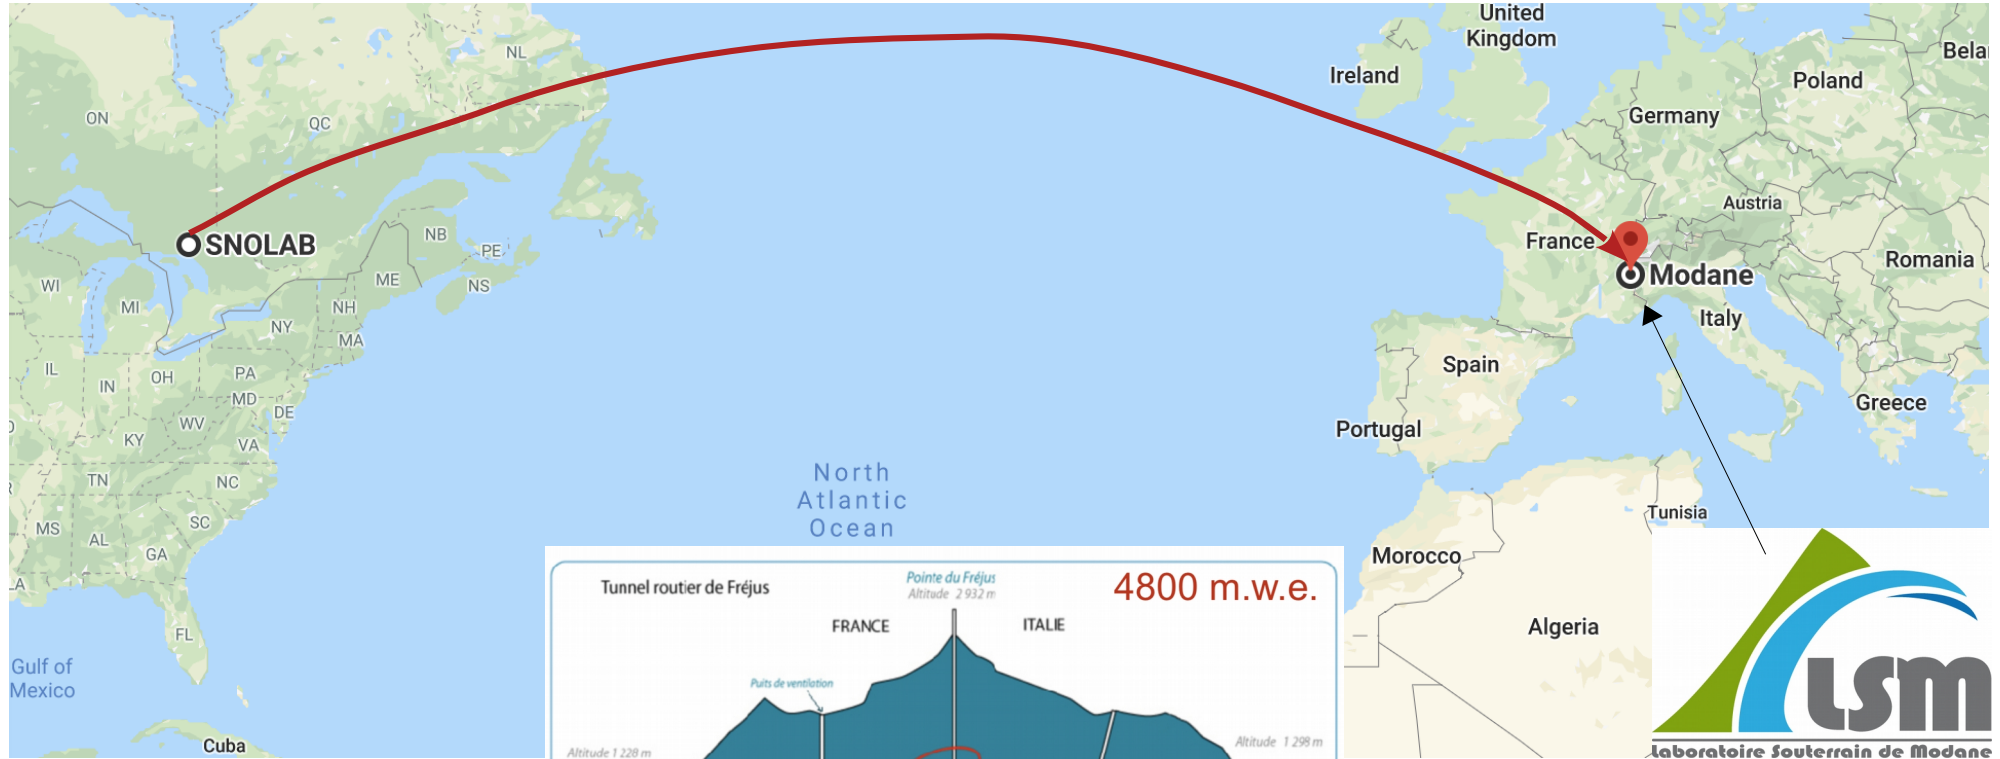 United
Kingdom
Bela
NL
Ireland
Poland
ON
QC
Germany
Austria
SNOLAB
NB
PE
France
Modane
Romania
WI
MI
ME
NS
NH
NY
MA
Italy
IL
IN
OH
PA
Spain
MD
DE
Greece
WV
KY
VA
Portugal
TN
NC
North
Atlantic
Ocean
MS
AL
SC
GA
Tunisia
Morocco
Tunnel routier de Fréjus
Pointe du Fréjus
Altitude 2 932 m
4800 m.w.e.
FRANCE
ITALIE
Algeria
FL
Gulf of
Mexico
Puits de ventilation
LSM
Cuba
Altitude 1 228 m
Altitude 1 298 m
Laboratoire Souterrain de Modane